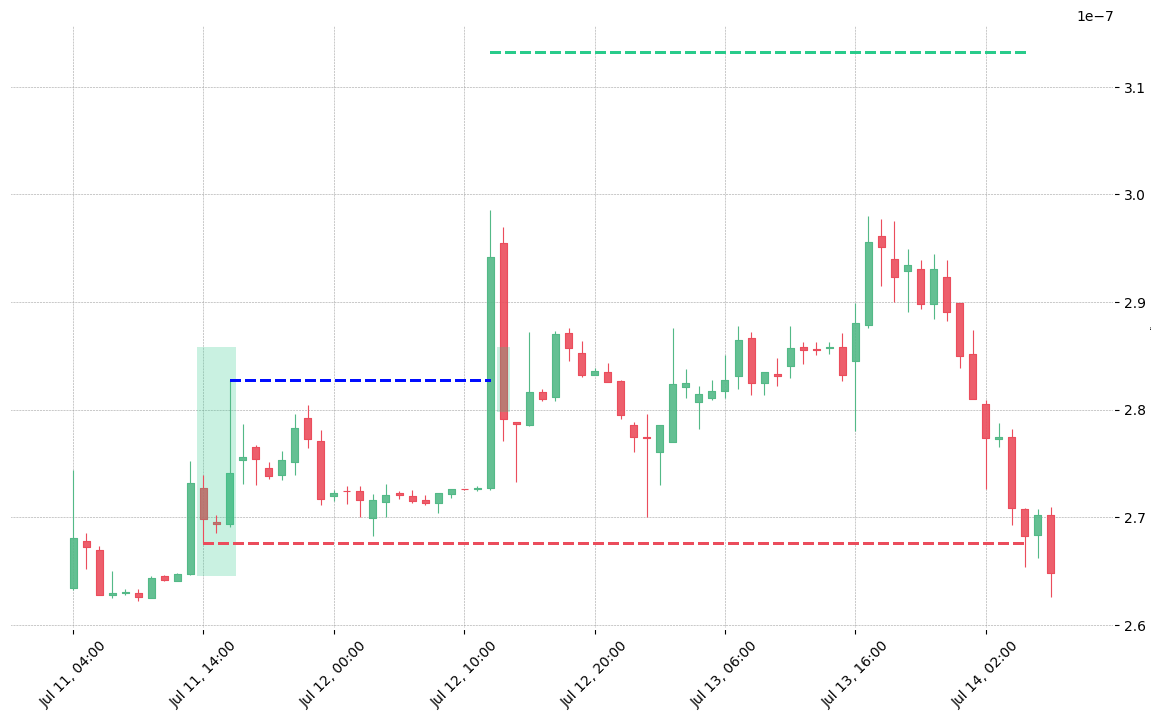 1e−7
3.1
3.0
2.9
2.8
2.7
2.6
Jul 11, 04:00
Jul 11, 14:00
Jul 12, 00:00
Jul 12, 10:00
Jul 12, 20:00
Jul 13, 06:00
Jul 13, 16:00
Jul 14, 02:00